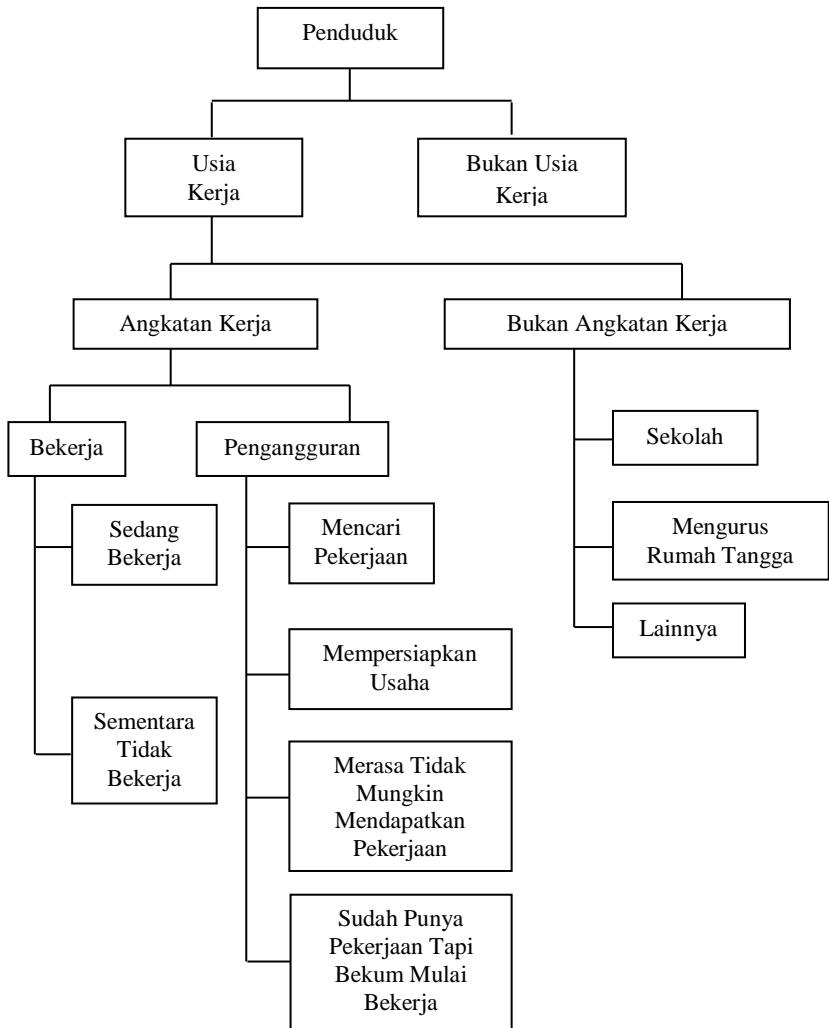 Penduduk
Usia
Kerja
Bukan Usia
Kerja
Angkatan Kerja
Bukan Angkatan Kerja
Bekerja
Pengangguran
Sekolah
Sedang
Bekerja
Mencari
Pekerjaan
Mengurus
Rumah Tangga
Lainnya
Mempersiapkan
Usaha
Sementara
Tidak
Bekerja
Merasa Tidak
Mungkin
Mendapatkan
Pekerjaan
Sudah Punya
Pekerjaan Tapi
Bekum Mulai
Bekerja